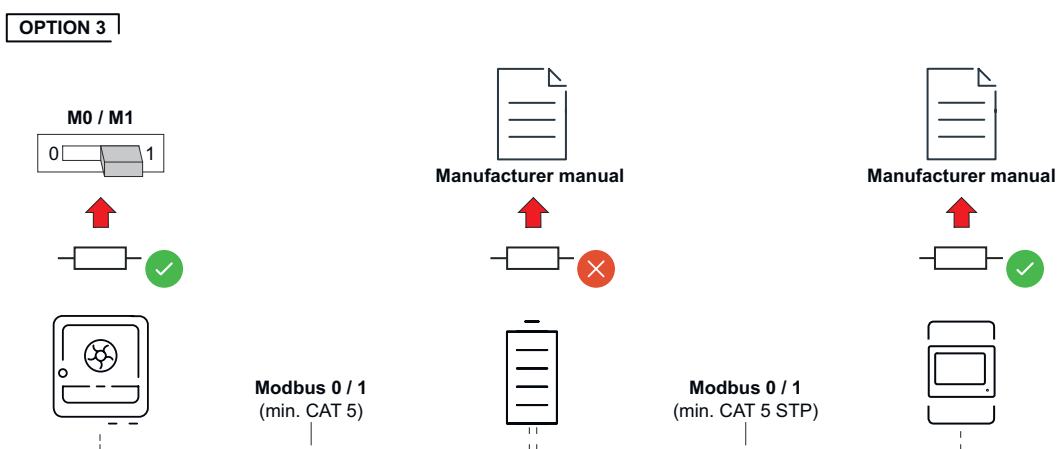 OPTION 3
M0 / M1
0 1
Manufacturer manual
Manufacturer manual
Modbus 0 / 1
(min. CAT 5)
Modbus 0 / 1
(min. CAT 5 STP)